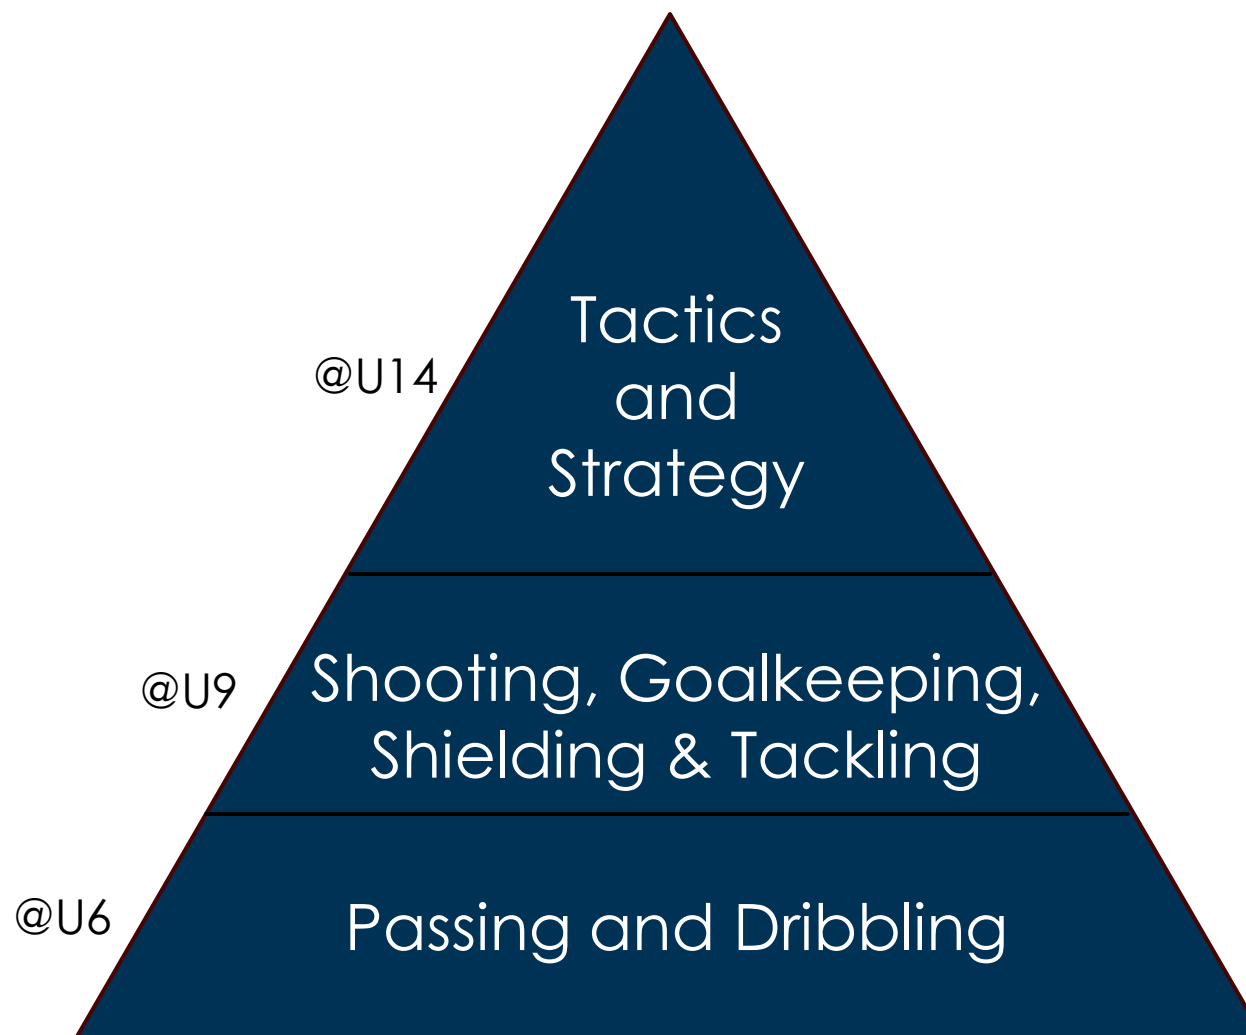 Tactics
and
Strategy
@U14
Shooting, Goalkeeping,
Shielding & Tackling
@U9
Passing and Dribbling
@U6